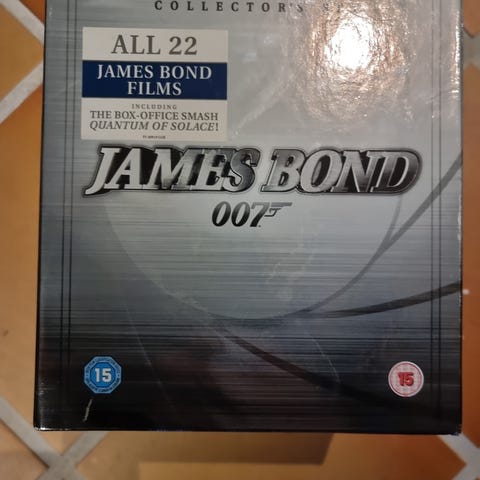 COLLECTOR'S
ALL 22
JAMES BOND
FILMS
INCLUDING
THE BOX-OFFICE SMASH
QUANTUM OF SOLACE!
JAMES BOND
007
15
15